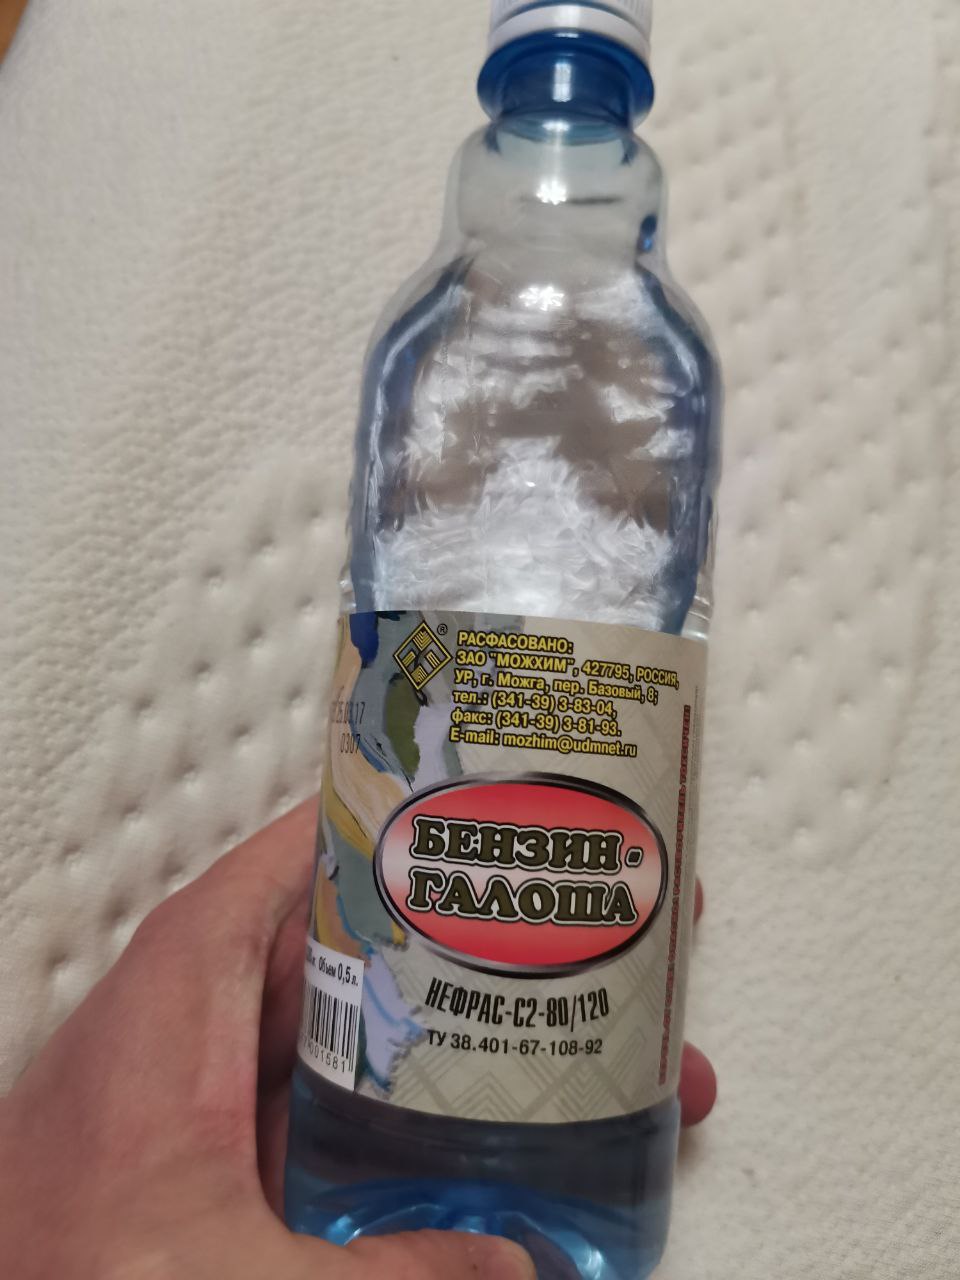 ®
РАСФАСОВАНО:
ЗАО "МОЖХИМ", 427795, РОССИЯ,
УР, г. Можга, пер. Базовый, 8;
тел.: (341-39) 3-83-04,
факс: (341-39) 3-81-93.
E-mail: mozhim@udmnet.ru
0307
БЕНЗИН-
ГАЛОША
Объем 0,5 л.
001581
НЕФРАС-С2-80/120
ТУ 38.401-67-108-92